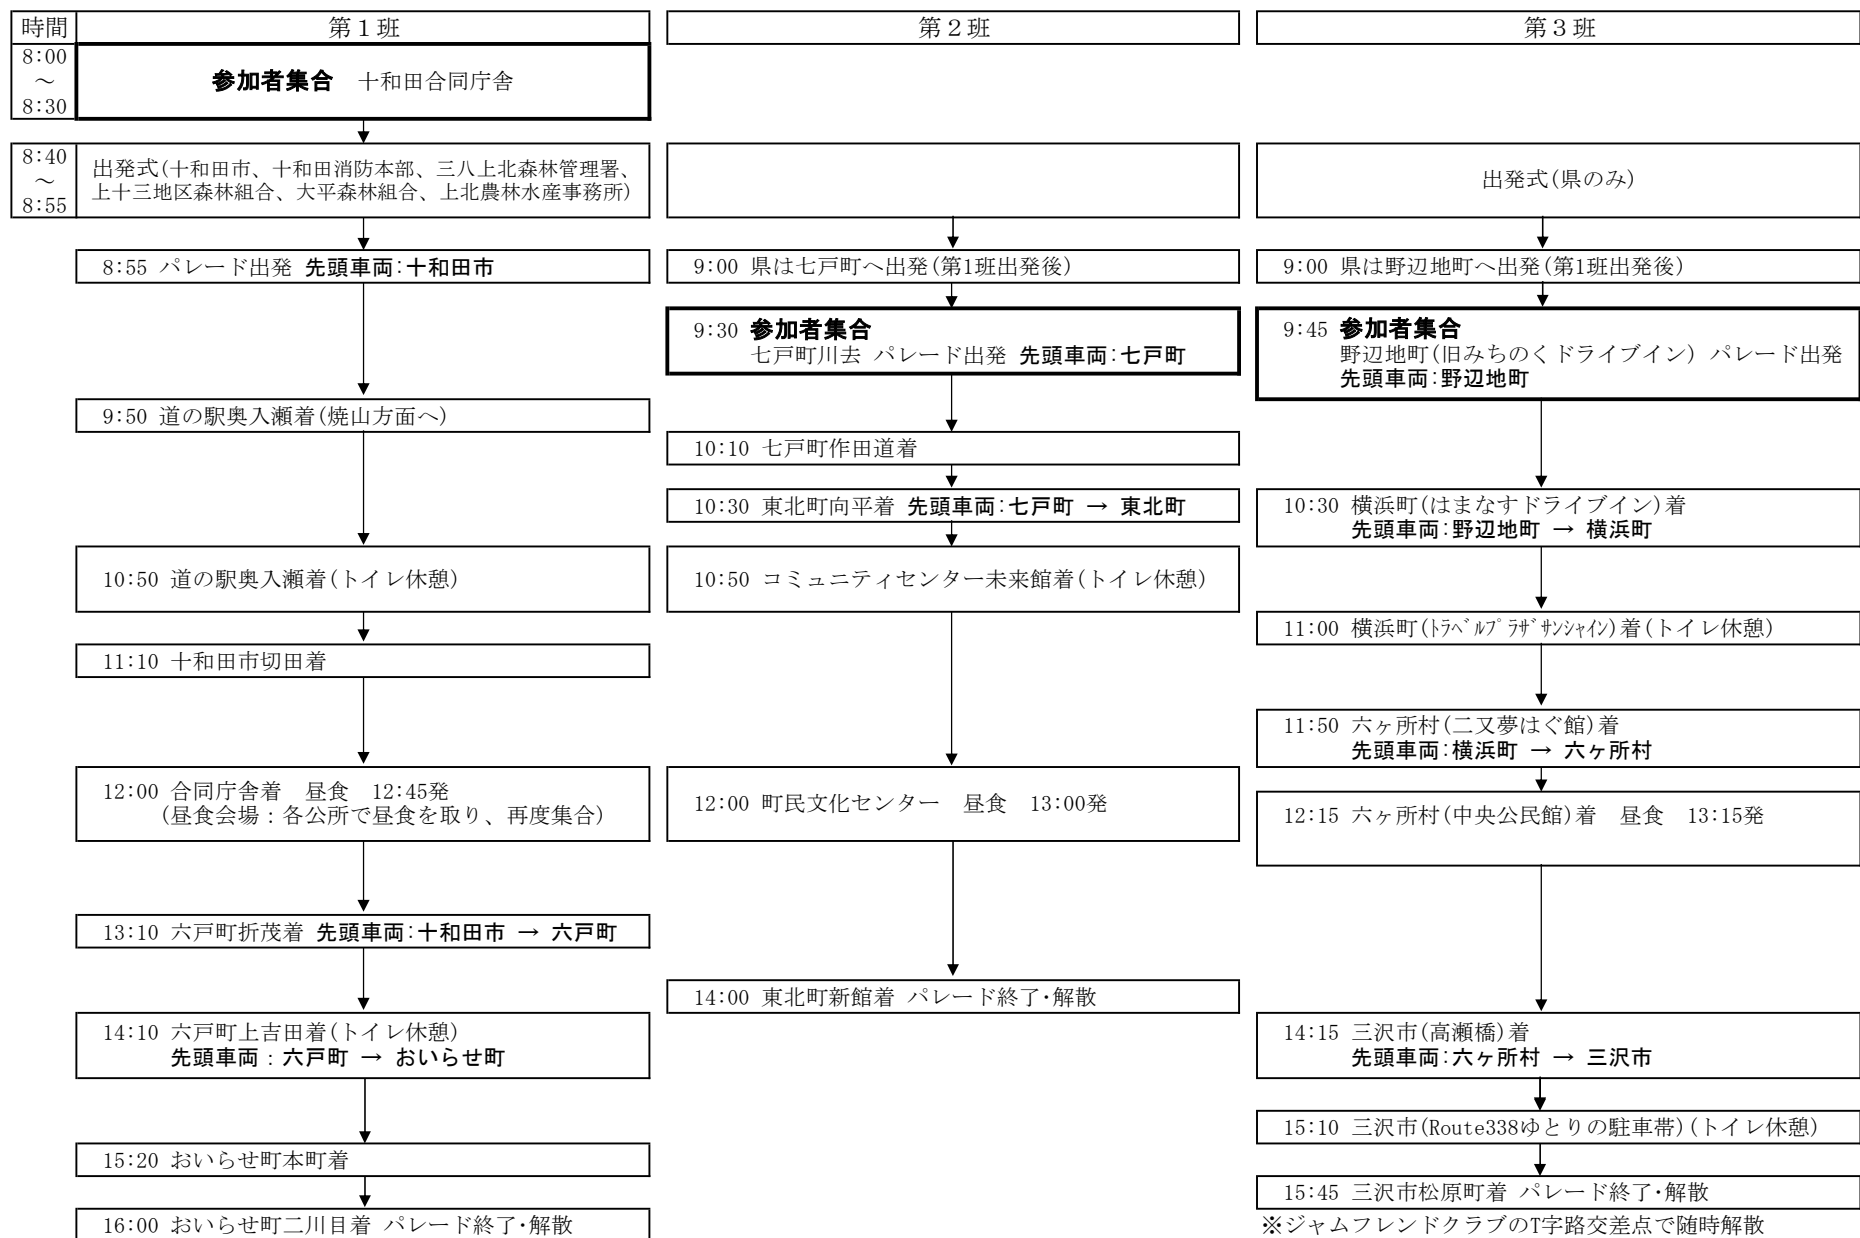 時間
第１班
第２班
第３班
8:00
～
8:30
参加者集合　十和田合同庁舎
8:40
～
8:55
出発式(十和田市、十和田消防本部、三八上北森林管理署、
上十三地区森林組合、大平森林組合、上北農林水産事務所)
出発式(県のみ)
8:55 パレード出発 先頭車両:十和田市
9:00 県は七戸町へ出発(第1班出発後)
9:00 県は野辺地町へ出発(第1班出発後)
9:30 参加者集合
七戸町川去 パレード出発 先頭車両:七戸町
9:45 参加者集合
野辺地町(旧みちのくドライブイン) パレード出発
先頭車両:野辺地町
9:50 道の駅奥入瀬着(焼山方面へ)
10:10 七戸町作田道着
10:30 東北町向平着 先頭車両:七戸町 → 東北町
10:30 横浜町(はまなすドライブイン)着
先頭車両:野辺地町 → 横浜町
10:50 道の駅奥入瀬着(トイレ休憩)
10:50 コミュニティセンター未来館着(トイレ休憩)
11:00 横浜町(ﾄﾗﾍﾞﾙﾌﾟﾗｻﾞｻﾝｼｬｲﾝ)着(トイレ休憩)
11:10 十和田市切田着
11:50 六ヶ所村(二又夢はぐ館)着
先頭車両:横浜町 → 六ヶ所村
12:00 合同庁舎着　昼食　12:45発
(昼食会場：各公所で昼食を取り、再度集合)
12:00 町民文化センター　昼食　13:00発
12:15 六ヶ所村(中央公民館)着　昼食　13:15発
13:10 六戸町折茂着 先頭車両:十和田市 → 六戸町
14:00 東北町新館着 パレード終了･解散
14:10 六戸町上吉田着(トイレ休憩)
先頭車両：六戸町 → おいらせ町
14:15 三沢市(高瀬橋)着
先頭車両:六ヶ所村 → 三沢市
15:10 三沢市(Route338ゆとりの駐車帯)(トイレ休憩)
15:20 おいらせ町本町着
15:45 三沢市松原町着 パレード終了･解散
16:00 おいらせ町二川目着 パレード終了･解散
※ジャムフレンドクラブのT字路交差点で随時解散